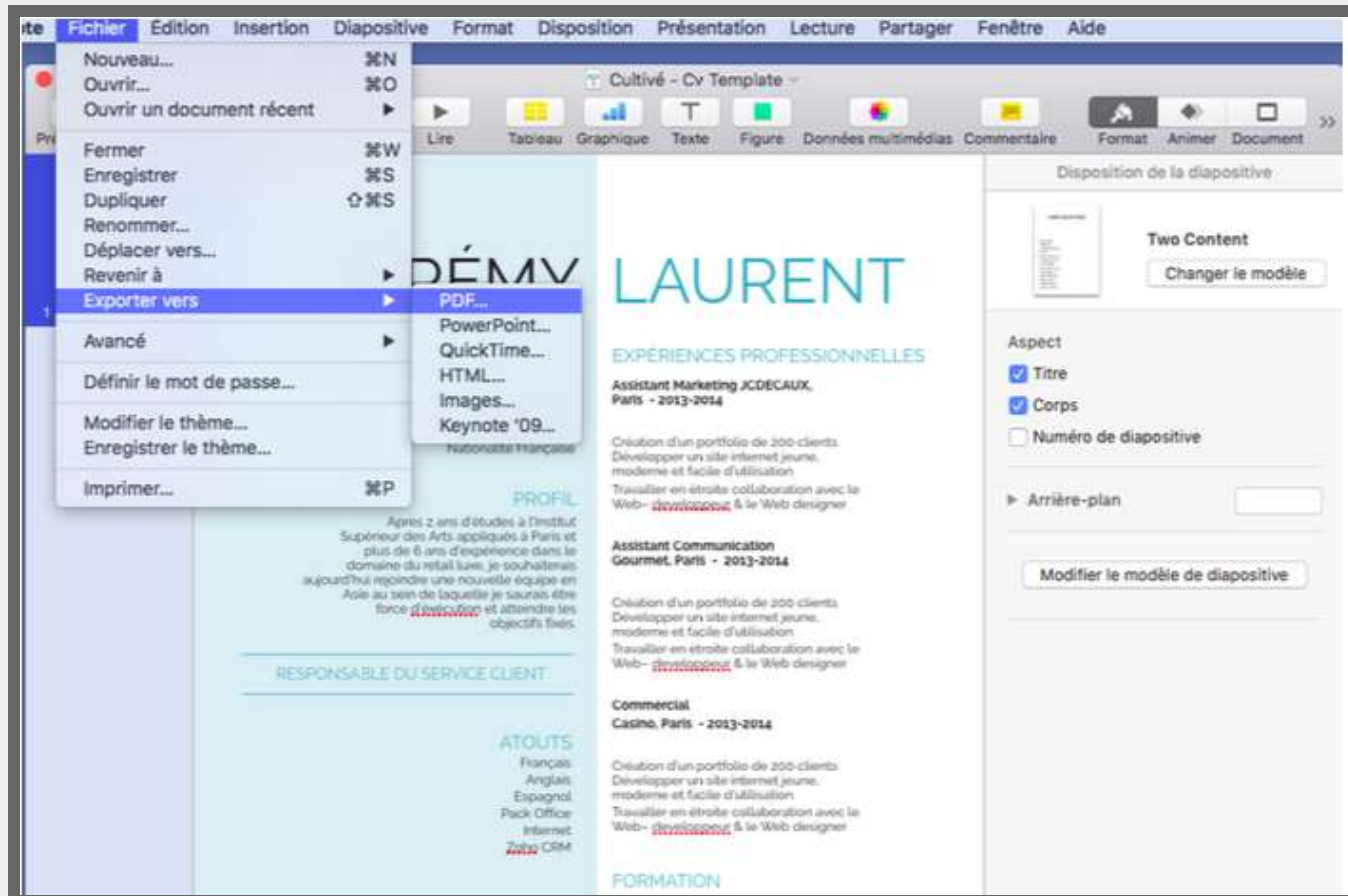 ote Fichier Édition Insertion Diapositive Format Disposition Présentation Lecture Partager Fenêtre Aide
Nouveau... ⌘N
Ouvrir... ⌘O
Ouvrir un document récent
Fermer ⌘W
Enregistrer ⌘S
Dupliquer ⇧⌘S
Renommer...
Déplacer vers...
Revenir à
Exporter vers
Avancé
Définir le mot de passe...
Modifier le thème...
Enregistrer le thème...
Imprimer... ⌘P
PDF...
PowerPoint...
QuickTime...
HTML...
Images...
Keynote '09...
Cultivé - Cv Template
Lire Tableau Graphique Texte Figure Données multimédias Commentaire Format Animer Document
1
DÉMY LAURENT
Nationalité Française
PROFIL
Apres 2 ans d'études à l'Institut
Supérieur des Arts appliqués à Paris et
plus de 6 ans d'expérience dans le
domaine du retail luxe, je souhaiterais
aujourd'hui rejoindre une nouvelle équipe en
Asie au sein de laquelle je saurais être
force d'exécution et atteindre les
objectifs fixés.
RESPONSABLE DU SERVICE CLIENT
ATOUTS
Français
Anglais
Espagnol
Pack Office
Internet
Zoho CRM
EXPÉRIENCES PROFESSIONNELLES
Assistant Marketing JCDECAUX,
Paris - 2013-2014
Création d'un portfolio de 200 clients
Développer un site internet jeune,
moderne et facile d'utilisation
Travailler en étroite collaboration avec le
Web- developpeur & le Web designer
Assistant Communication
Gourmet, Paris - 2013-2014
Création d'un portfolio de 200 clients
Développer un site internet jeune,
moderne et facile d'utilisation
Travailler en étroite collaboration avec le
Web- developpeur & le Web designer
Commercial
Casino, Paris - 2013-2014
Création d'un portfolio de 200 clients
Développer un site internet jeune,
moderne et facile d'utilisation
Travailler en étroite collaboration avec le
Web- developpeur & le Web designer
FORMATION
Disposition de la diapositive
Two Content
Changer le modèle
Aspect
Titre
Corps
Numéro de diapositive
Arrière-plan
Modifier le modèle de diapositive